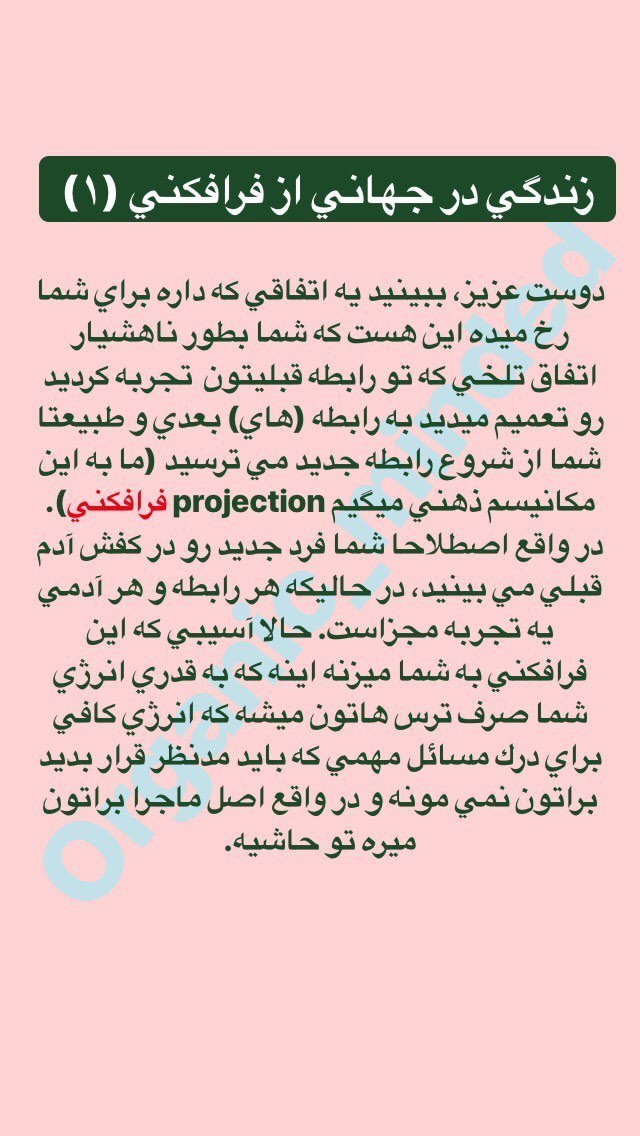 زندگي در جهاني از فرافكني (١)
دوست عزيز، ببينيد يه اتفاقي كه داره براي شما
رخ ميده اين هست كه شما بطور ناهشيار
اتفاق تلخي كه تو رابطه قبليتون تجربه كرديد
رو تعميم ميديد به رابطه (هاي) بعدي و طبيعتا
شما از شروع رابطه جديد مي ترسيد (ما به اين
مكانيسم ذهني ميگيم projection فرافكني).
در واقع اصطلاحا شما فرد جديد رو در كفش آدم
قبلي مي بينيد، در حاليكه هر رابطه و هر آدمي
يه تجربه مجزاست. حالا آسيبي كه اين
فرافكني به شما ميزنه اينه كه به قدري انرژي
شما صرف ترس هاتون ميشه كه انرژي كافي
براي درك مسائل مهمي كه بايد مدنظر قرار بديد
براتون نمي مونه و در واقع اصل ماجرا براتون
ميره تو حاشيه.
Organic_minded